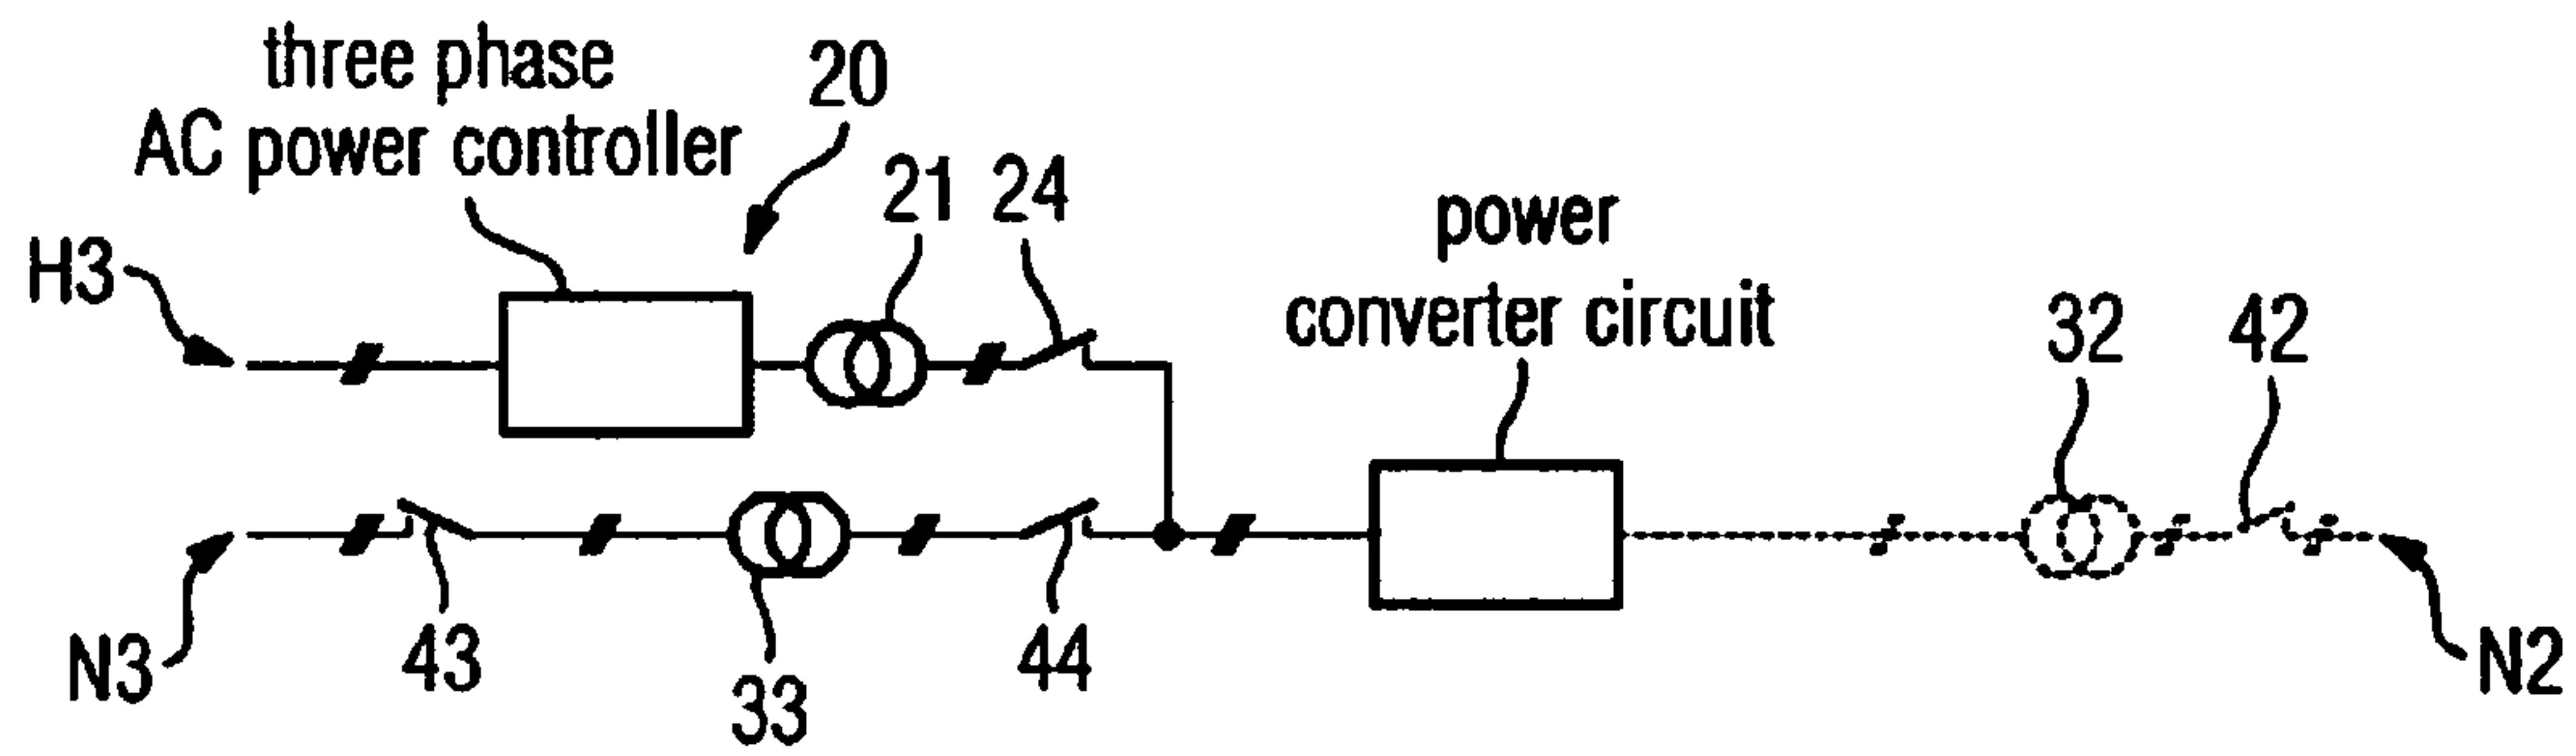 three phase
AC power controller
20
21
24
H3
power
converter circuit
32
42
N3
43
33
44
N2